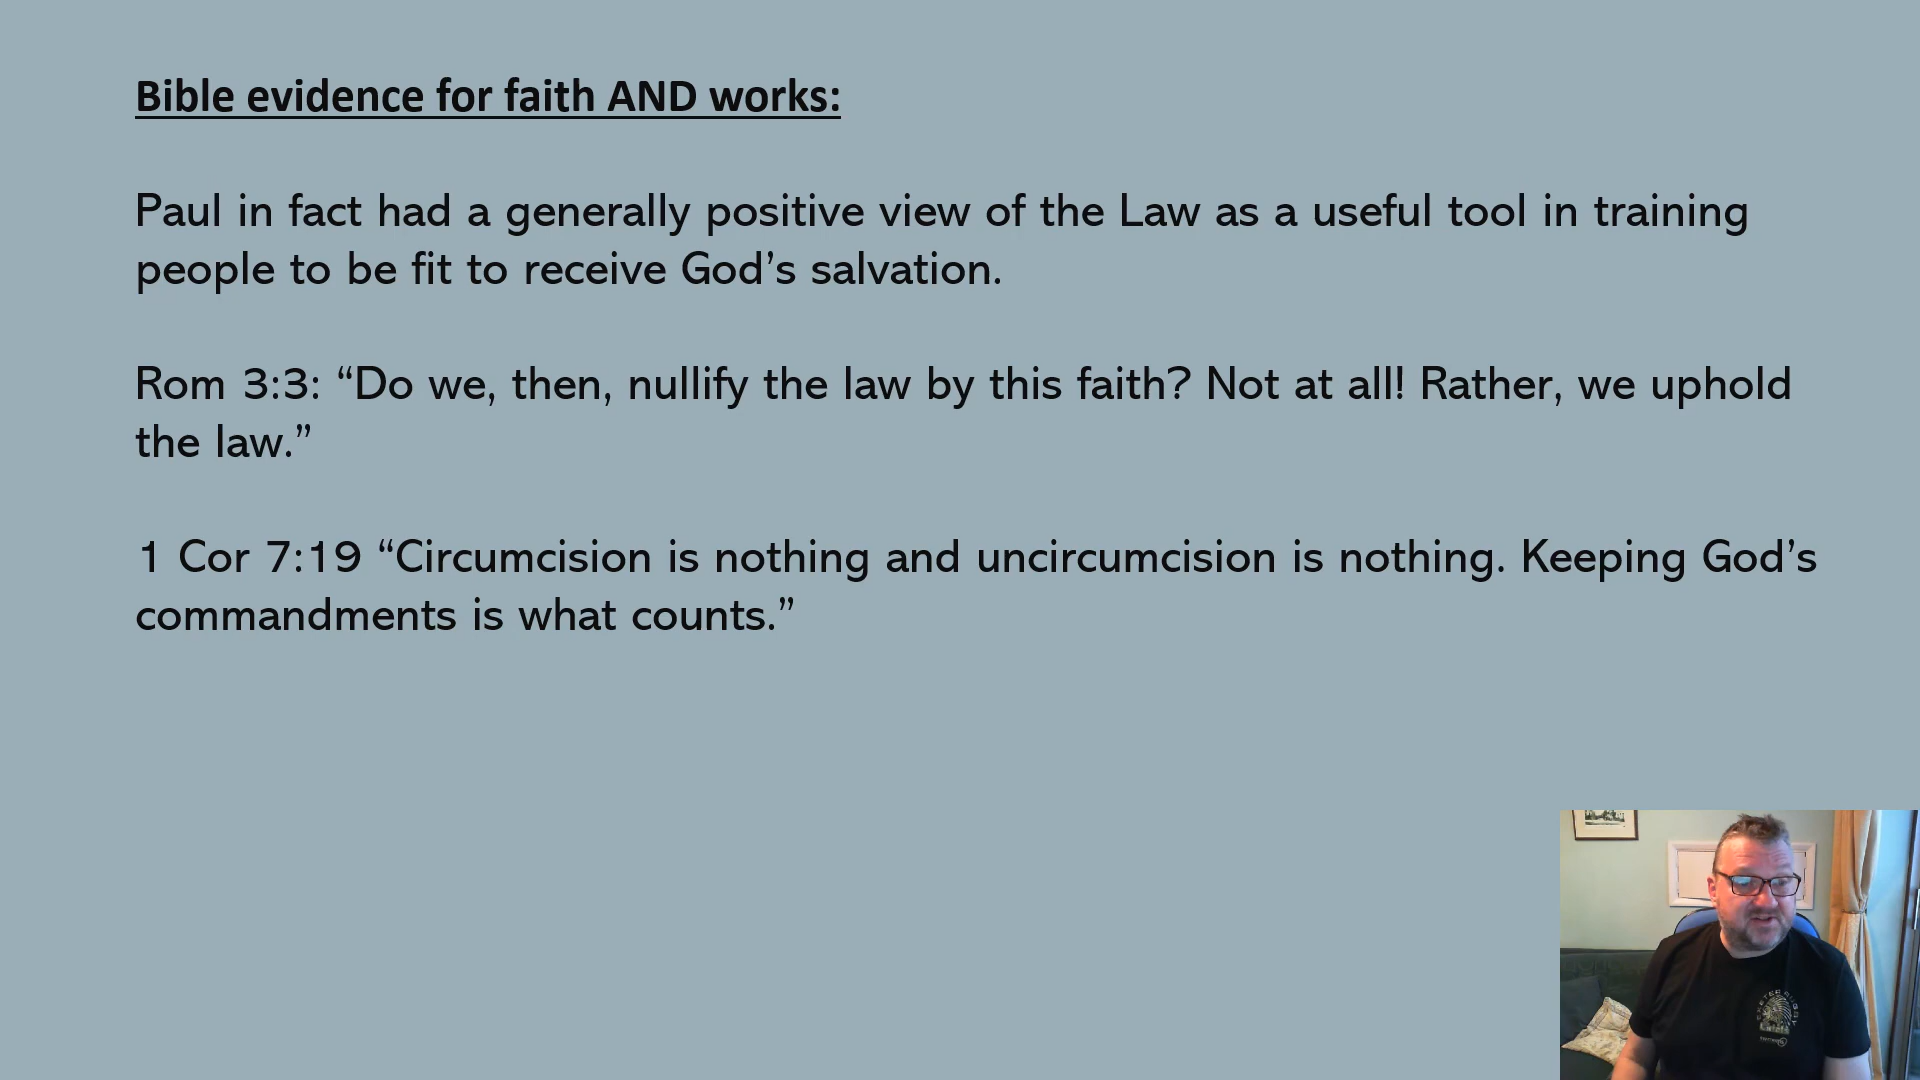 Bible evidence for faith AND works:
Paul in fact had a generally positive view of the Law as a useful tool in training
people to be fit to receive God’s salvation.
Rom 3:3: “Do we, then, nullify the law by this faith? Not at all! Rather, we uphold
the law.”
1 Cor 7:19 “Circumcision is nothing and uncircumcision is nothing. Keeping God’s
commandments is what counts.”
EXETER RUGBY